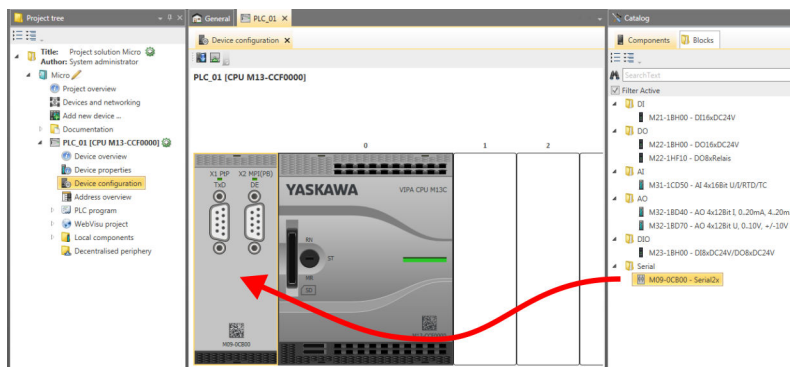 Project tree
Title: Project solution Micro
Author: System administrator
Micro
Project overview
Devices and networking
Add new device ...
Documentation
PLC_01 [CPU M13-CCF0000]
Device overview
Device properties
Device configuration
Address overview
PLC program
WebVisu project
Local components
Decentralised periphery
General
PLC_01
Device configuration
PLC_01 [CPU M13-CCF0000]
0 1 2
X1 PtP X2 MPI(PB)
TxD DE
YASKAWA
VIPA CPU M13C
RN
ST
MR
SD
M09-0CB00
M13-CCF0000
Catalog
Components
Blocks
SearchText
Filter Active
DI
M21-1BH00 - DI16xDC24V
DO
M22-1BH00 - DO16xDC24V
M22-1HF10 - DO8xRelais
AI
M31-1CD50 - AI 4x16Bit U/I/RTD/TC
AO
M32-1BD40 - AO 4x12Bit I, 0..20mA, 4..20m
M32-1BD70 - AO 4x12Bit U, 0..10V, +/-10V
DIO
M23-1BH00 - DI8xDC24V/DO8xDC24V
Serial
M09-0CB00 - Serial2x